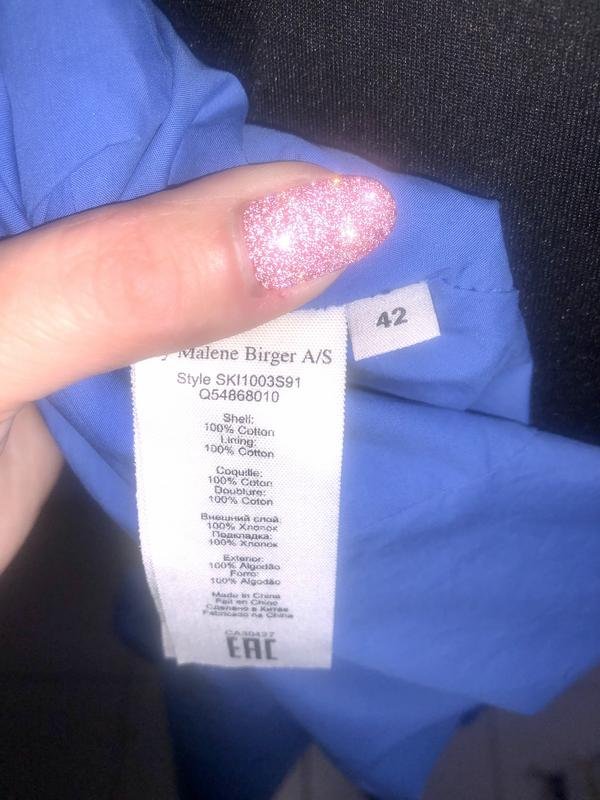 42
Malene Birger A/S
Style SKI1003S91
Q54868010
Shell:
100% Cotton
Lining:
100% Cotton
Coquille:
100% Coton
Doublure:
100% Coton
Внешний слой:
100% Хлопок
Подкладка:
100% Хлопок
Exterior:
100% Algodão
Forro:
100% Algodão
Made in China
Fait en Chine
Сделано в Китае
Fabricado na China
CA30427
EAC